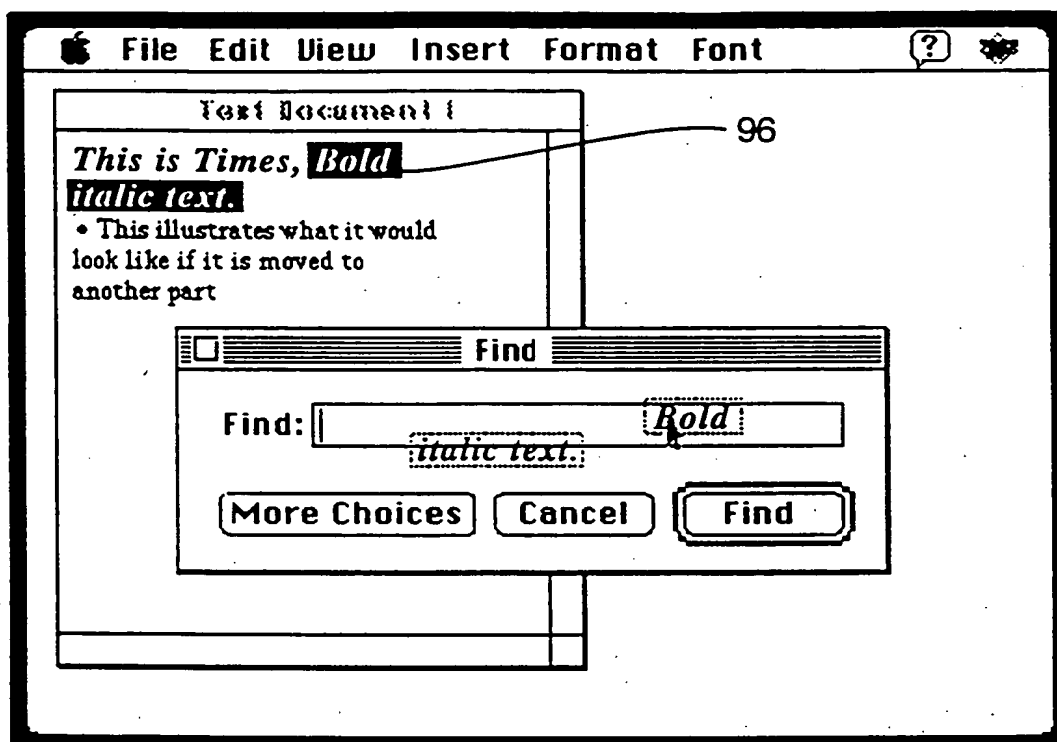 File Edit View Insert Format Font ?
Text Document 1
96
This is Times, Bold
italic text.
• This illustrates what it would
look like if it is moved to
another part
Find
Find:
Bold
italic text.
More Choices Cancel Find